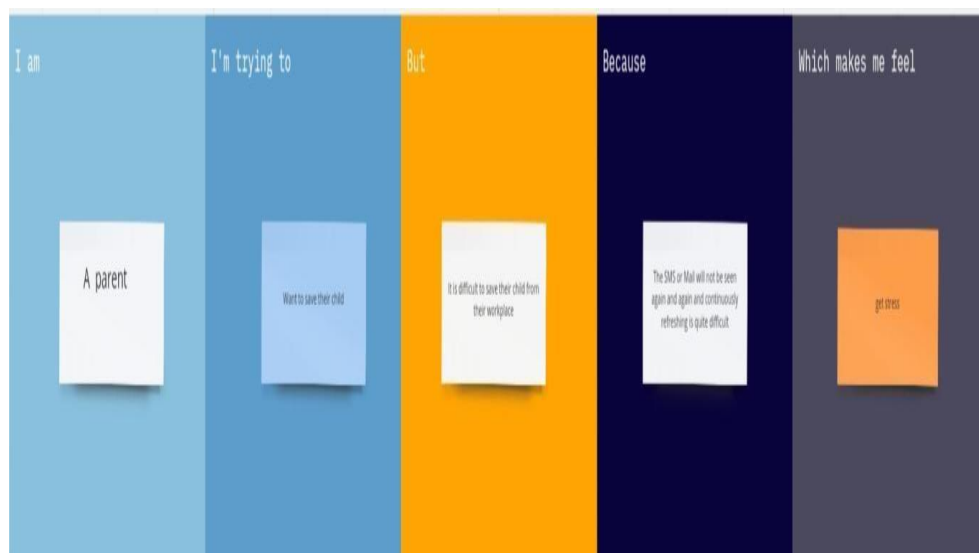 I am
A parent
I'm trying to
Want to save their child
But
It is difficult to save their child from
their workplace
Because
The SMS or Mail will not be seen
again and again and continuously
refreshing is quite difficult
Which makes me feel
get stress